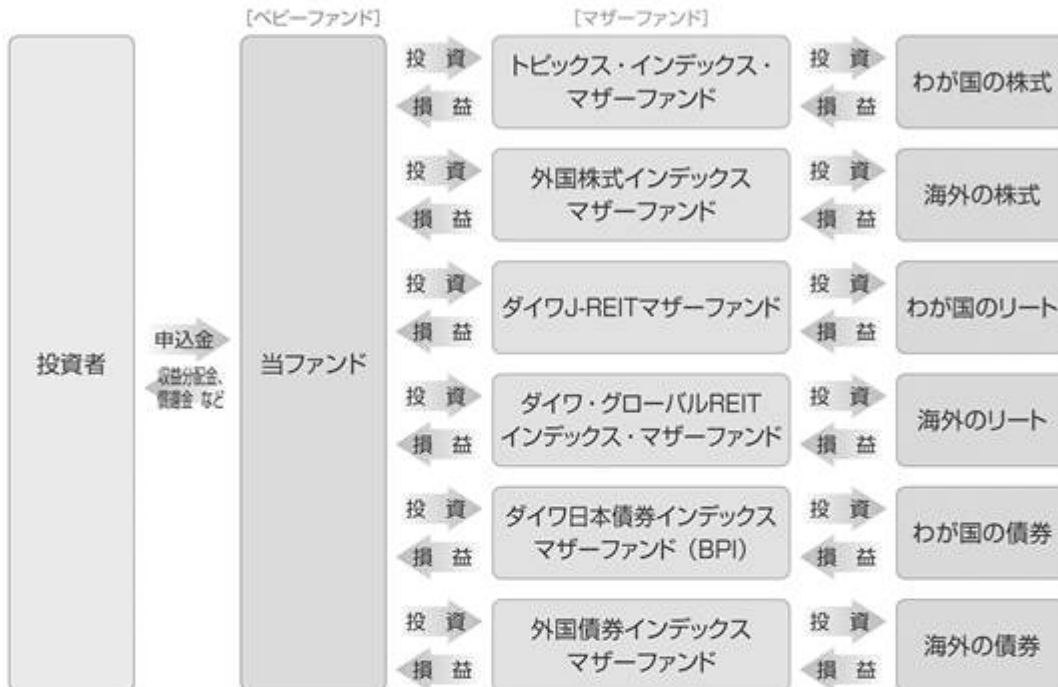 [ベビーファンド]
[マザーファンド]
投資者
申込金
収益分配金、
償還金 など
当ファンド
投 資
損 益
トピックス・インデックス・
マザーファンド
投 資
損 益
わが国の株式
投 資
損 益
外国株式インデックス
マザーファンド
投 資
損 益
海外の株式
投 資
損 益
ダイワJ-REITマザーファンド
投 資
損 益
わが国のリート
投 資
損 益
ダイワ・グローバルREIT
インデックス・マザーファンド
投 資
損 益
海外のリート
投 資
損 益
ダイワ日本債券インデックス
マザーファンド（BPI）
投 資
損 益
わが国の債券
投 資
損 益
外国債券インデックス
マザーファンド
投 資
損 益
海外の債券